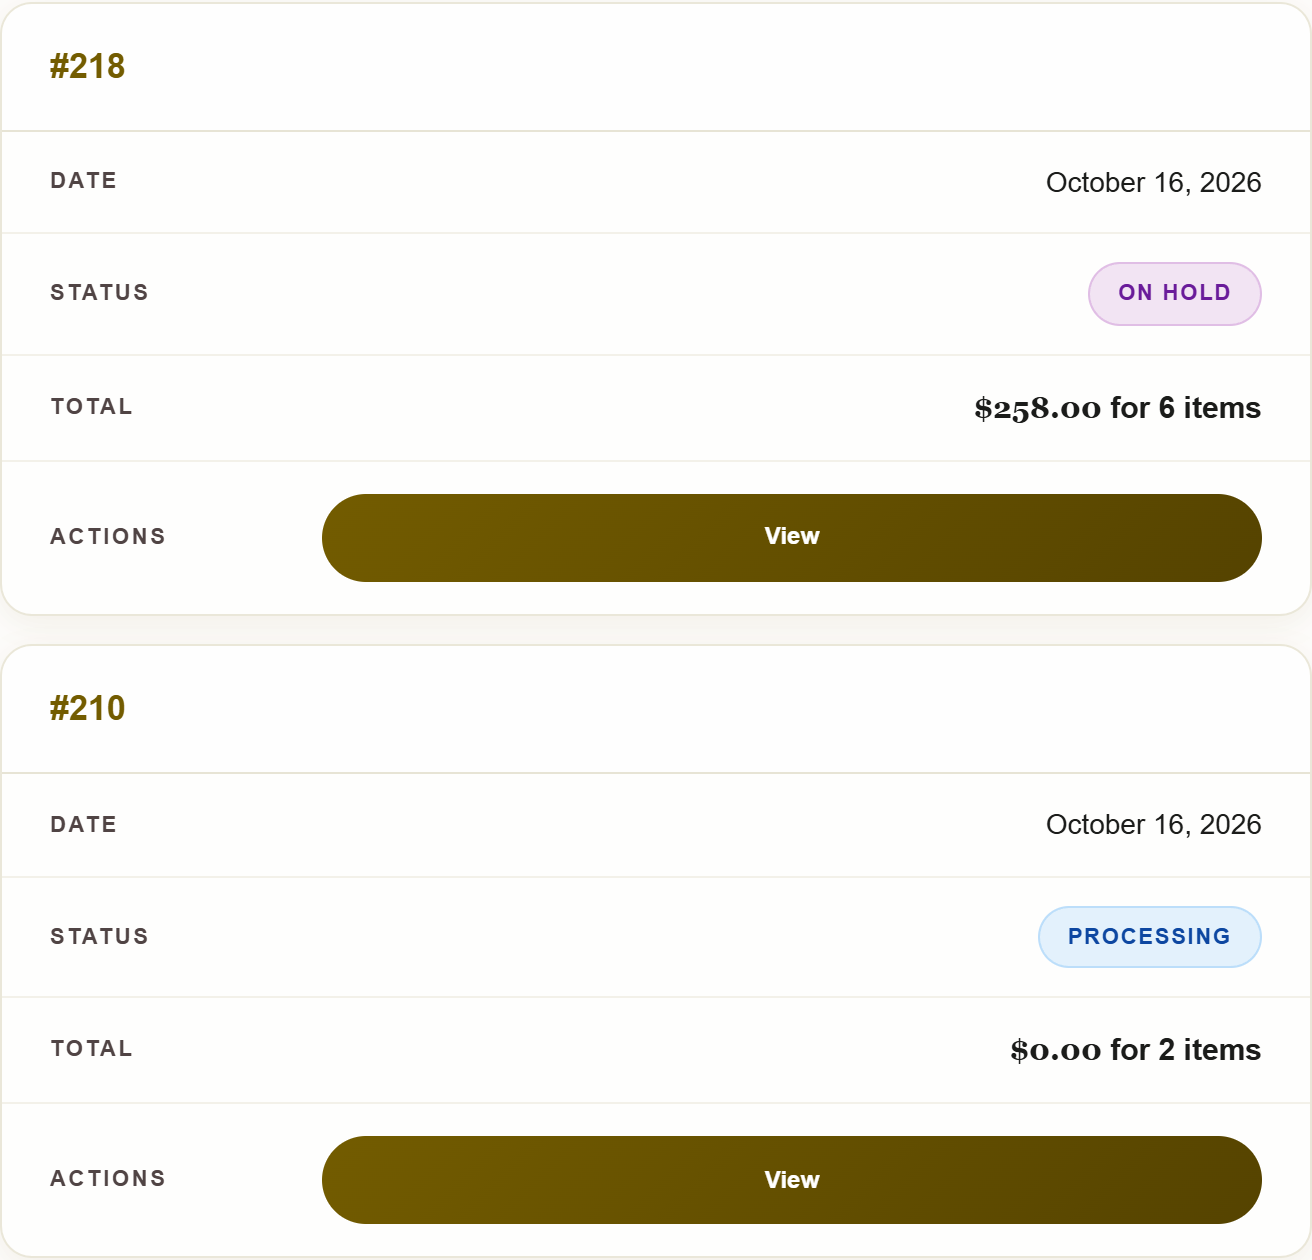 #218
DATE October 16, 2026
STATUS ON HOLD
TOTAL $258.00 for 6 items
ACTIONS View
#210
DATE October 16, 2026
STATUS PROCESSING
TOTAL $0.00 for 2 items
ACTIONS View